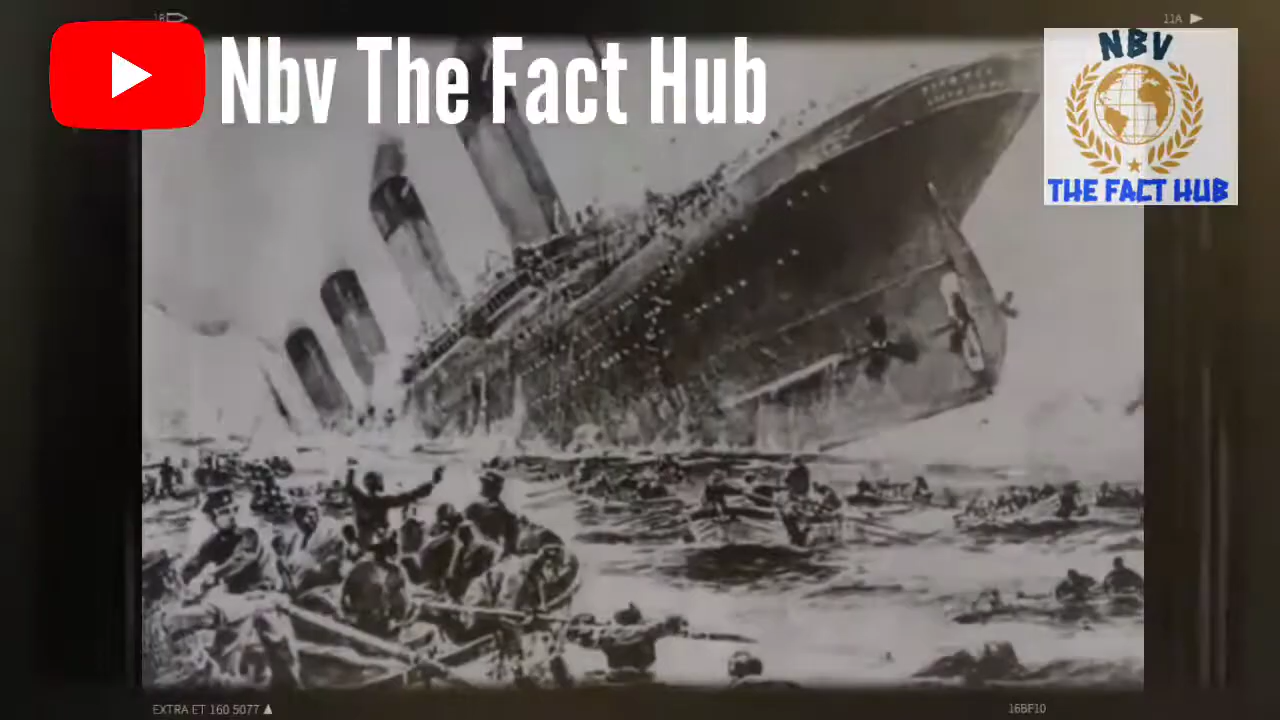 11A
Nbv The Fact Hub
NBV
THE FACT HUB
EXTRA ET 160 5077
16BF10